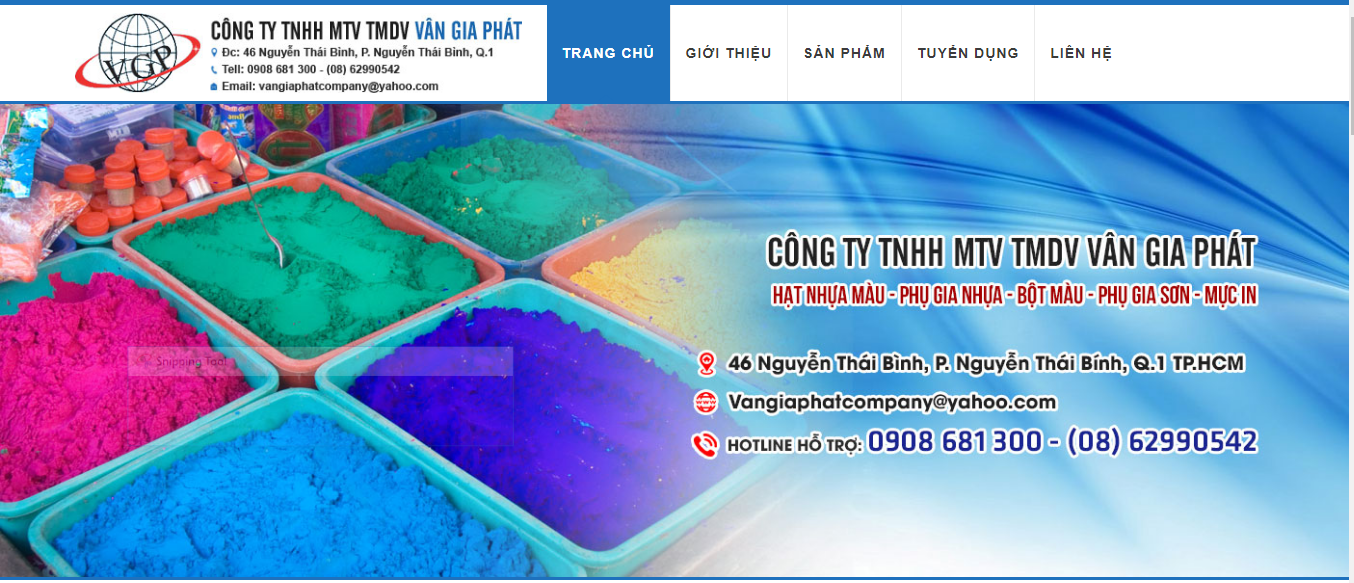 VGP
CÔNG TY TNHH MTV TMDV VÂN GIA PHÁT
Đc: 46 Nguyễn Thái Bình, P. Nguyễn Thái Bình, Q.1
Tell: 0908 681 300 - (08) 62990542
Email: vangiaphatcompany@yahoo.com
TRANG CHỦ
GIỚI THIỆU
SẢN PHẨM
TUYỂN DỤNG
LIÊN HỆ
CÔNG TY TNHH MTV TMDV VÂN GIA PHÁT
HẠT NHỰA MÀU - PHỤ GIA NHỰA - BỘT MÀU - PHỤ GIA SƠN - MỰC IN
46 Nguyễn Thái Bình, P. Nguyễn Thái Bính, Q.1 TP.HCM
Vangiaphatcompany@yahoo.com
HOTLINE HỖ TRỢ: 0908 681 300 - (08) 62990542
Snipping Tool